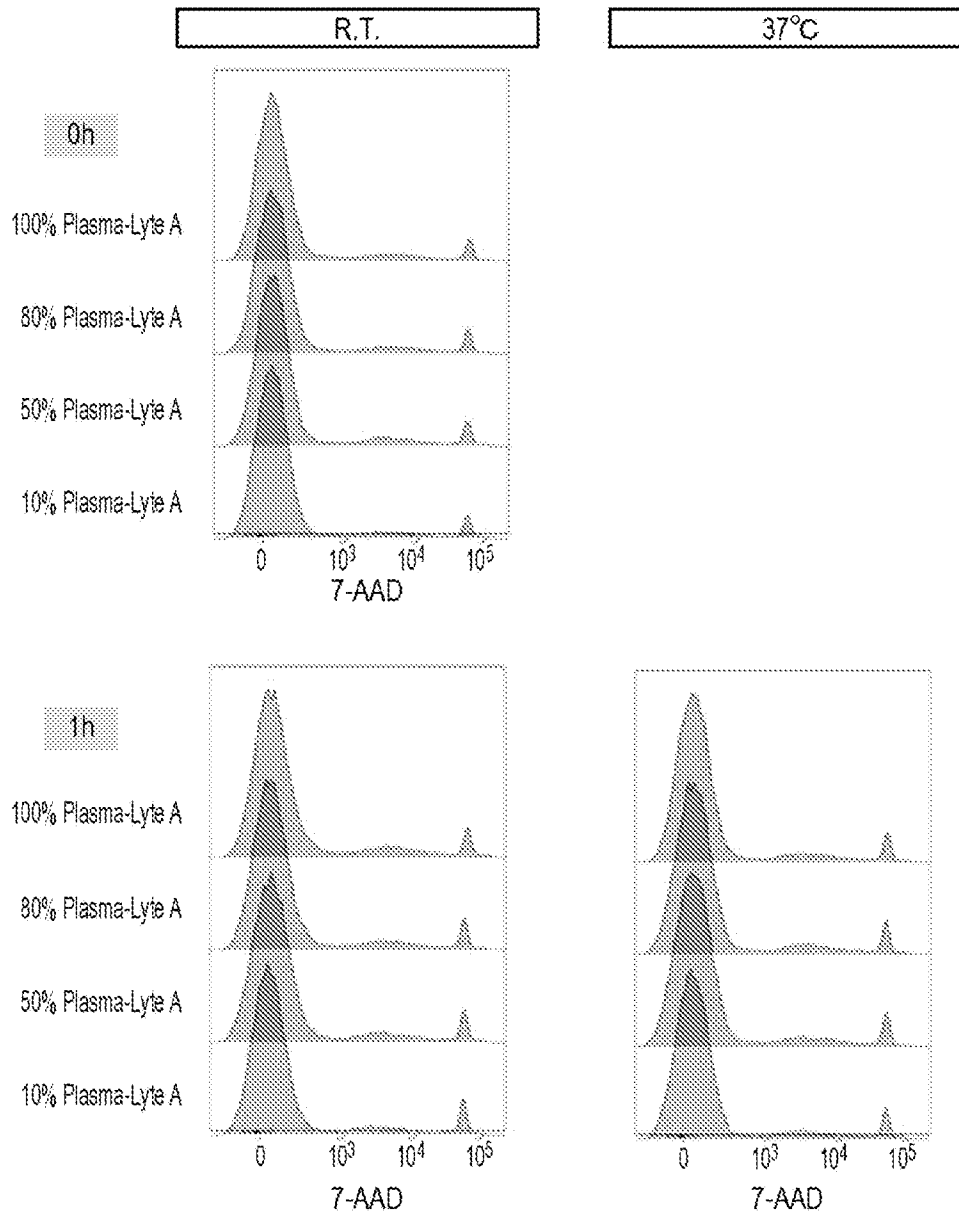 R.T. 37°C
0h
100% Plasma-Lyte A
80% Plasma-Lyte A
50% Plasma-Lyte A
10% Plasma-Lyte A
0 10³ 10⁴ 10⁵
7-AAD
1h
100% Plasma-Lyte A
80% Plasma-Lyte A
50% Plasma-Lyte A
10% Plasma-Lyte A
0 10³ 10⁴ 10⁵ 0 10³ 10⁴ 10⁵
7-AAD 7-AAD